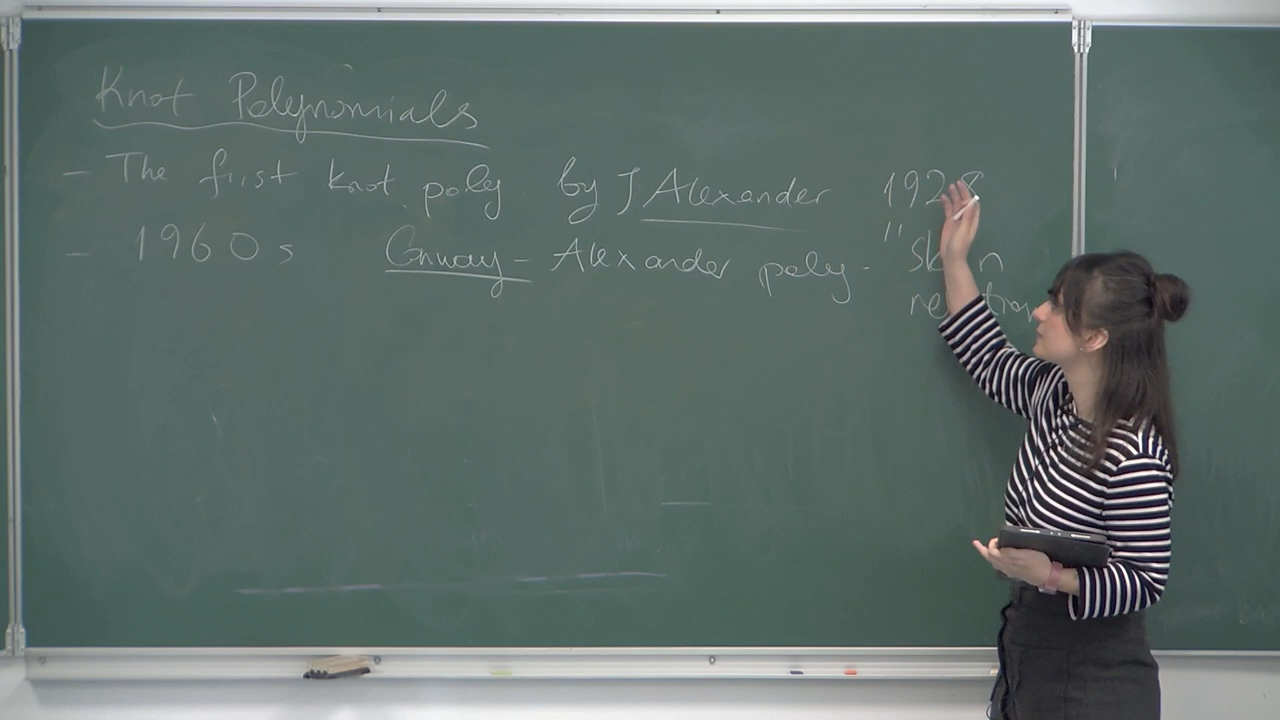 Knot Polynomials
- The first knot poly by J Alexander 1928
- 1960s Conway - Alexander poly - "skein
relation